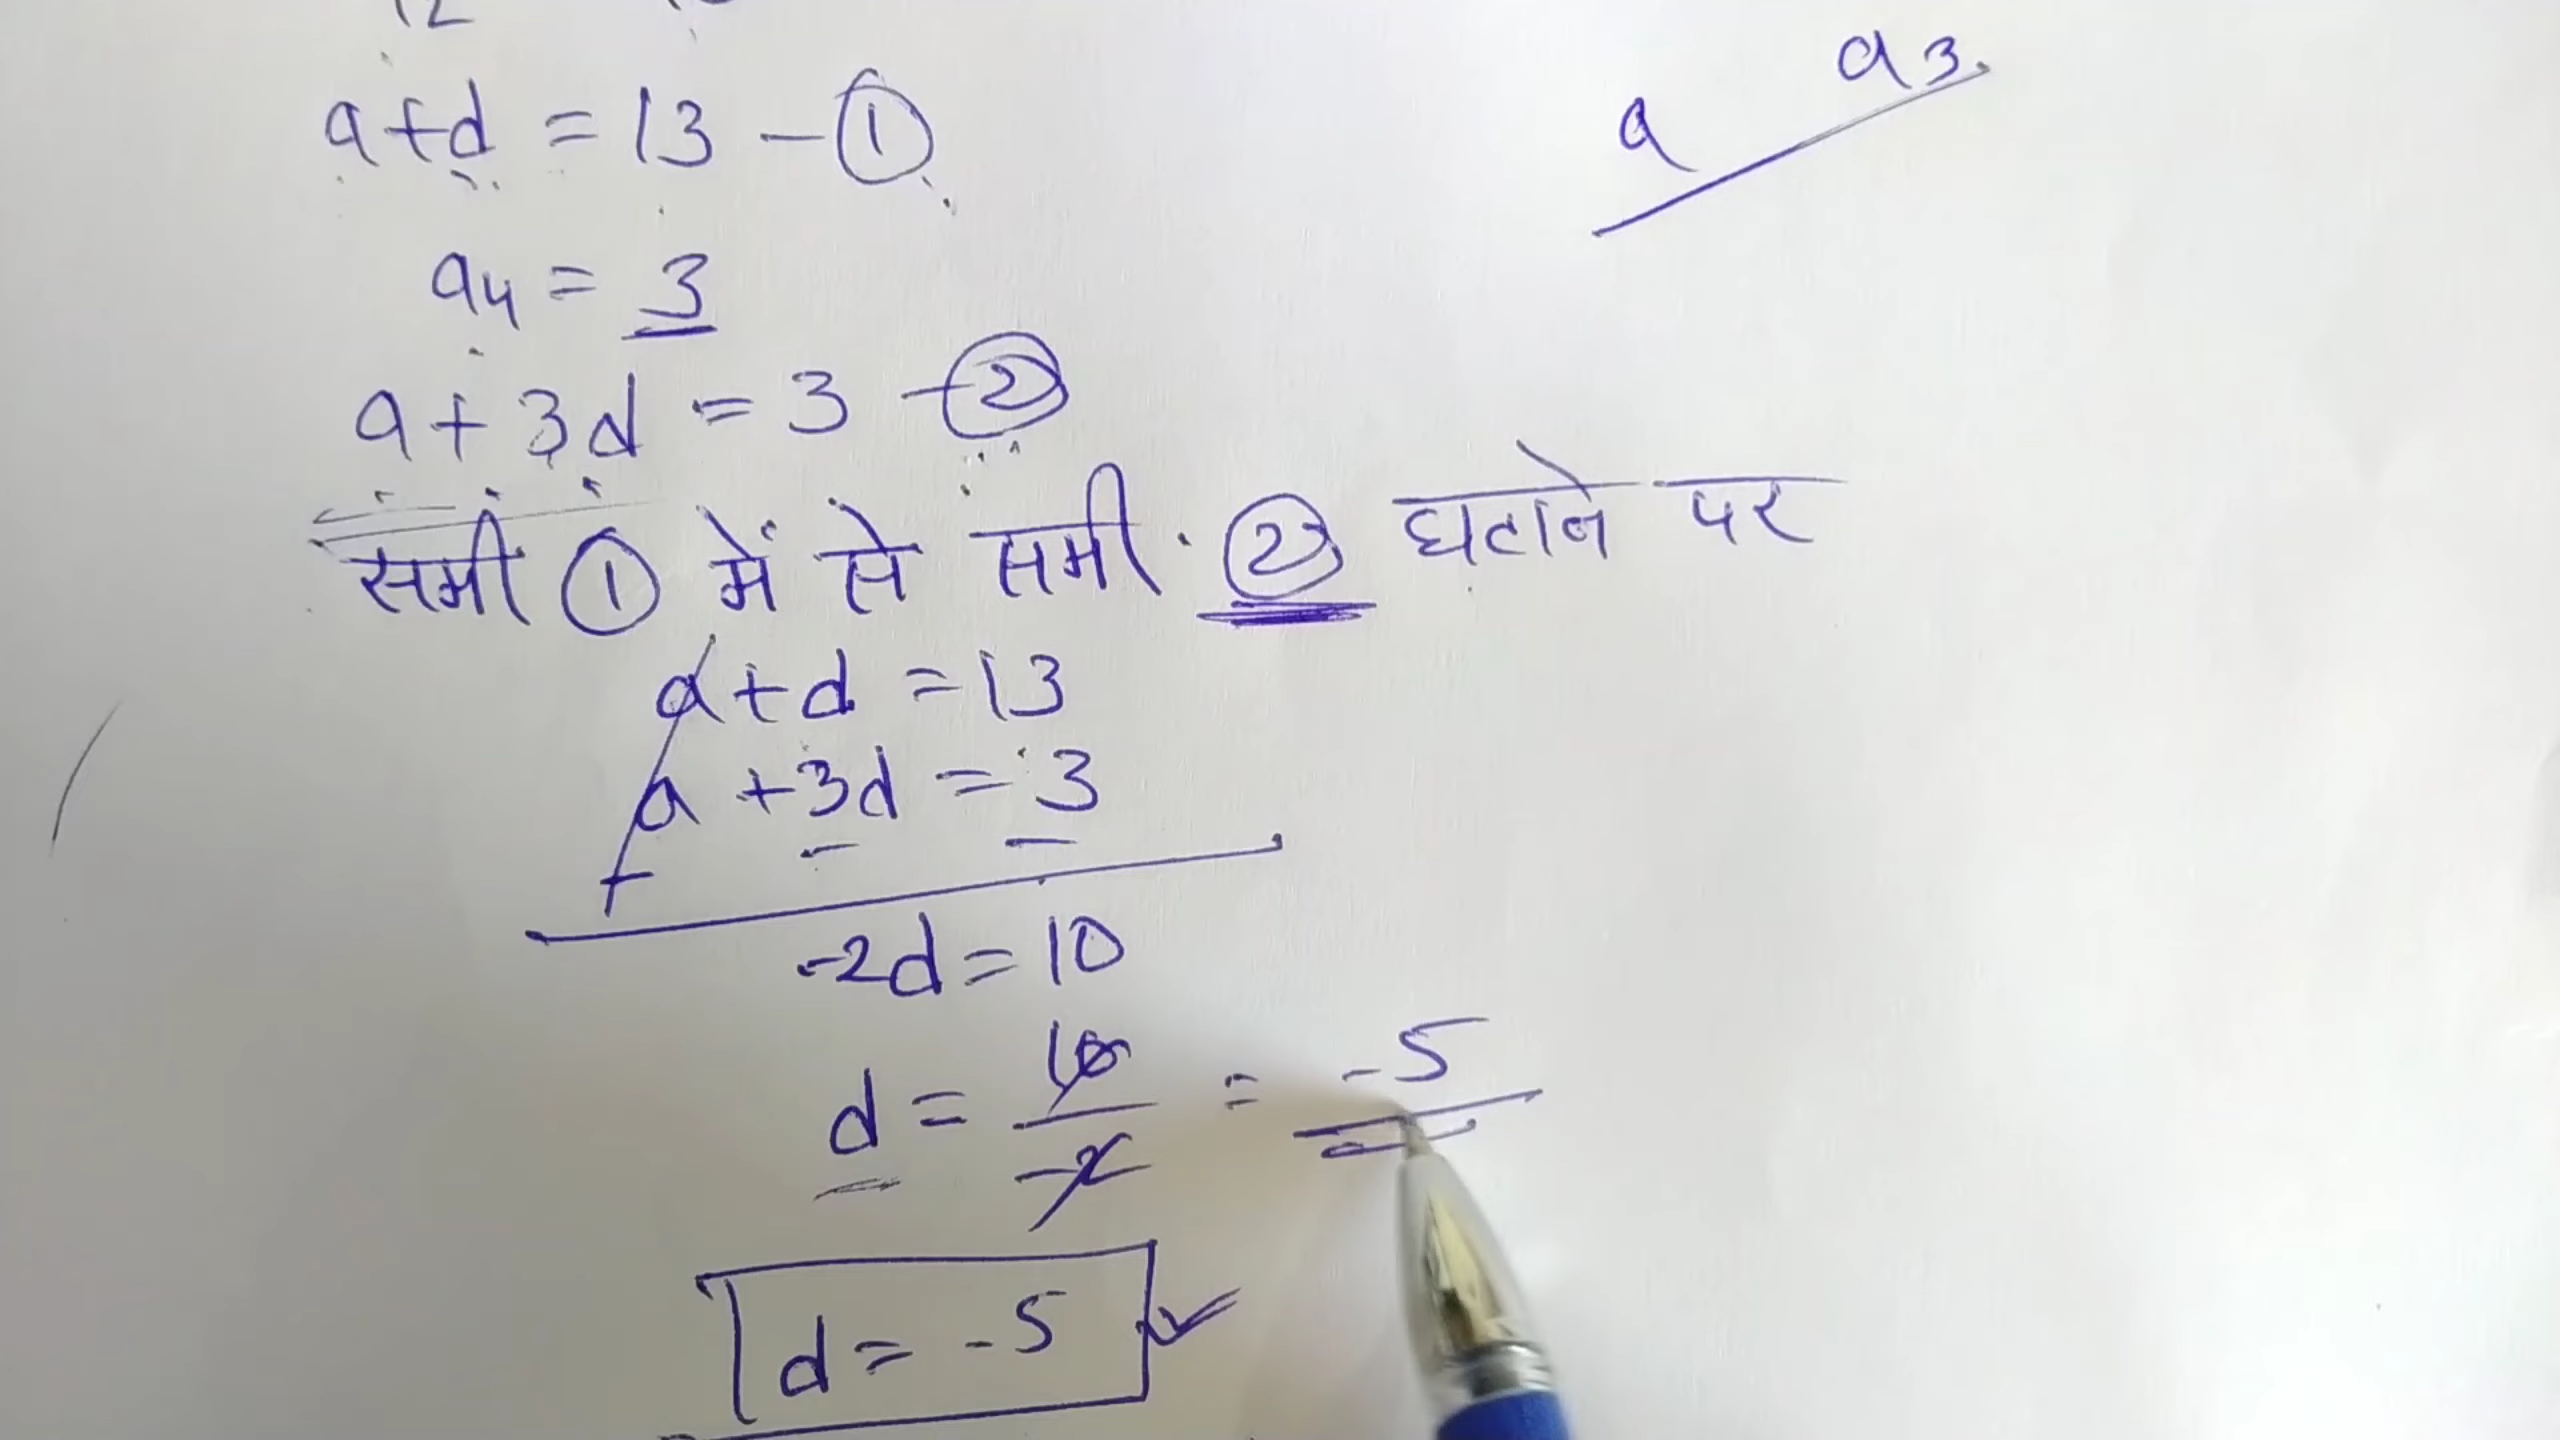 a+d = 13 - ①
a a3
a4 = 3
a + 3d = 3 - ②
समी ① में से समी. ② घटाने पर
a + d = 13
a + 3d = 3
- - -
-2d = 10
d = 10/-2 = -5
d = -5